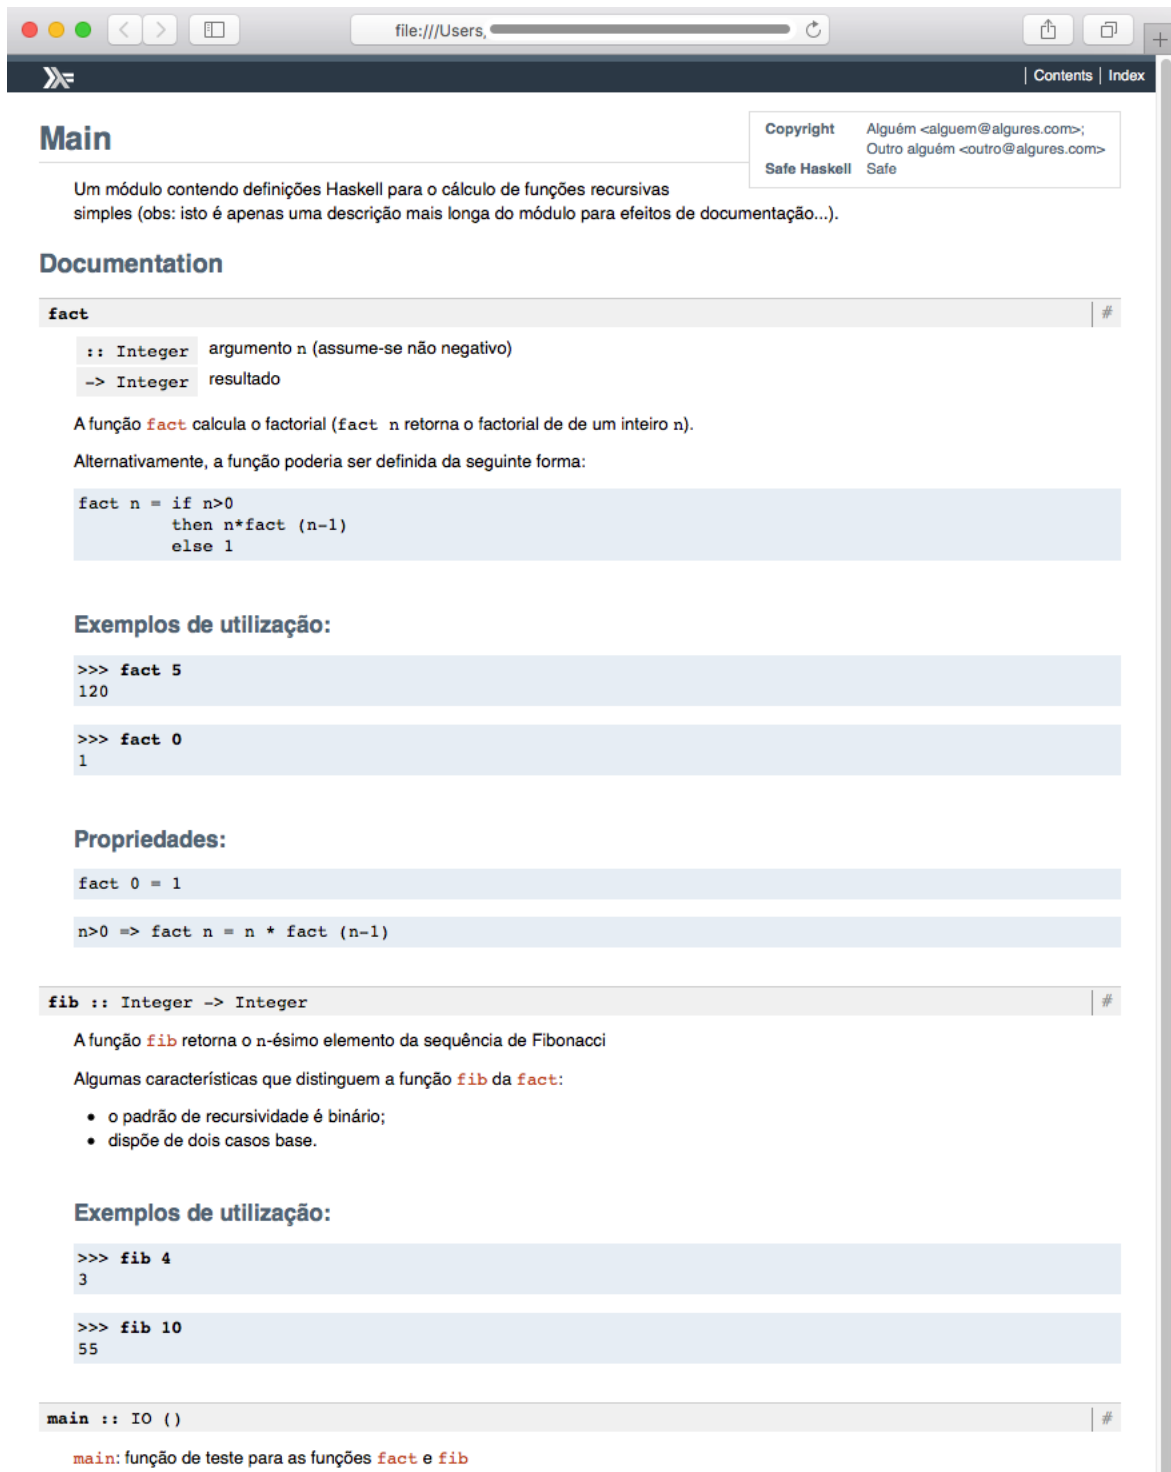 file:///Users,
Contents | Index
Main
Copyright Alguém <alguem@algures.com>;
Outro alguém <outro@algures.com>
Safe Haskell Safe
Um módulo contendo definições Haskell para o cálculo de funções recursivas
simples (obs: isto é apenas uma descrição mais longa do módulo para efeitos de documentação...).
Documentation
fact #
:: Integer argumento n (assume-se não negativo)
-> Integer resultado
A função fact calcula o factorial (fact n retorna o factorial de de um inteiro n).
Alternativamente, a função poderia ser definida da seguinte forma:
fact n = if n>0
then n*fact (n-1)
else 1
Exemplos de utilização:
>>> fact 5
120
>>> fact 0
1
Propriedades:
fact 0 = 1
n>0 => fact n = n * fact (n-1)
fib :: Integer -> Integer #
A função fib retorna o n-ésimo elemento da sequência de Fibonacci
Algumas características que distinguem a função fib da fact:
• o padrão de recursividade é binário;
• dispõe de dois casos base.
Exemplos de utilização:
>>> fib 4
3
>>> fib 10
55
main :: IO () #
main: função de teste para as funções fact e fib